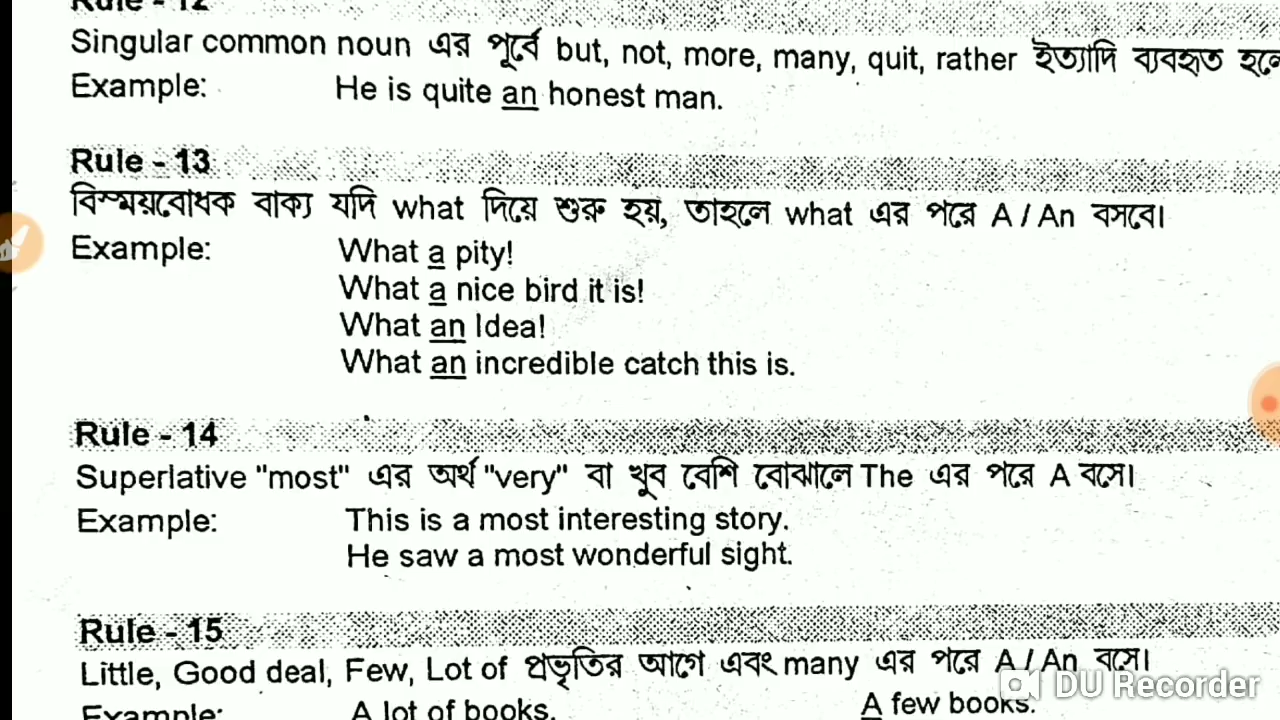 Rule - 12
Singular common noun এর পূর্বে but, not, more, many, quit, rather ইত্যাদি ব্যবহৃত হলে
Example: He is quite an honest man.
Rule - 13
বিস্ময়বোধক বাক্য যদি what দিয়ে শুরু হয়, তাহলে what এর পরে A / An বসবে।
Example: What a pity!
What a nice bird it is!
What an Idea!
What an incredible catch this is.
Rule - 14
Superlative "most" এর অর্থ "very" বা খুব বেশি বোঝালে The এর পরে A বসে।
Example: This is a most interesting story.
He saw a most wonderful sight.
Rule - 15
Little, Good deal, Few, Lot of প্রভৃতির আগে এবং many এর পরে A / An বসে।
Example: A lot of books. A few books.
DU Recorder